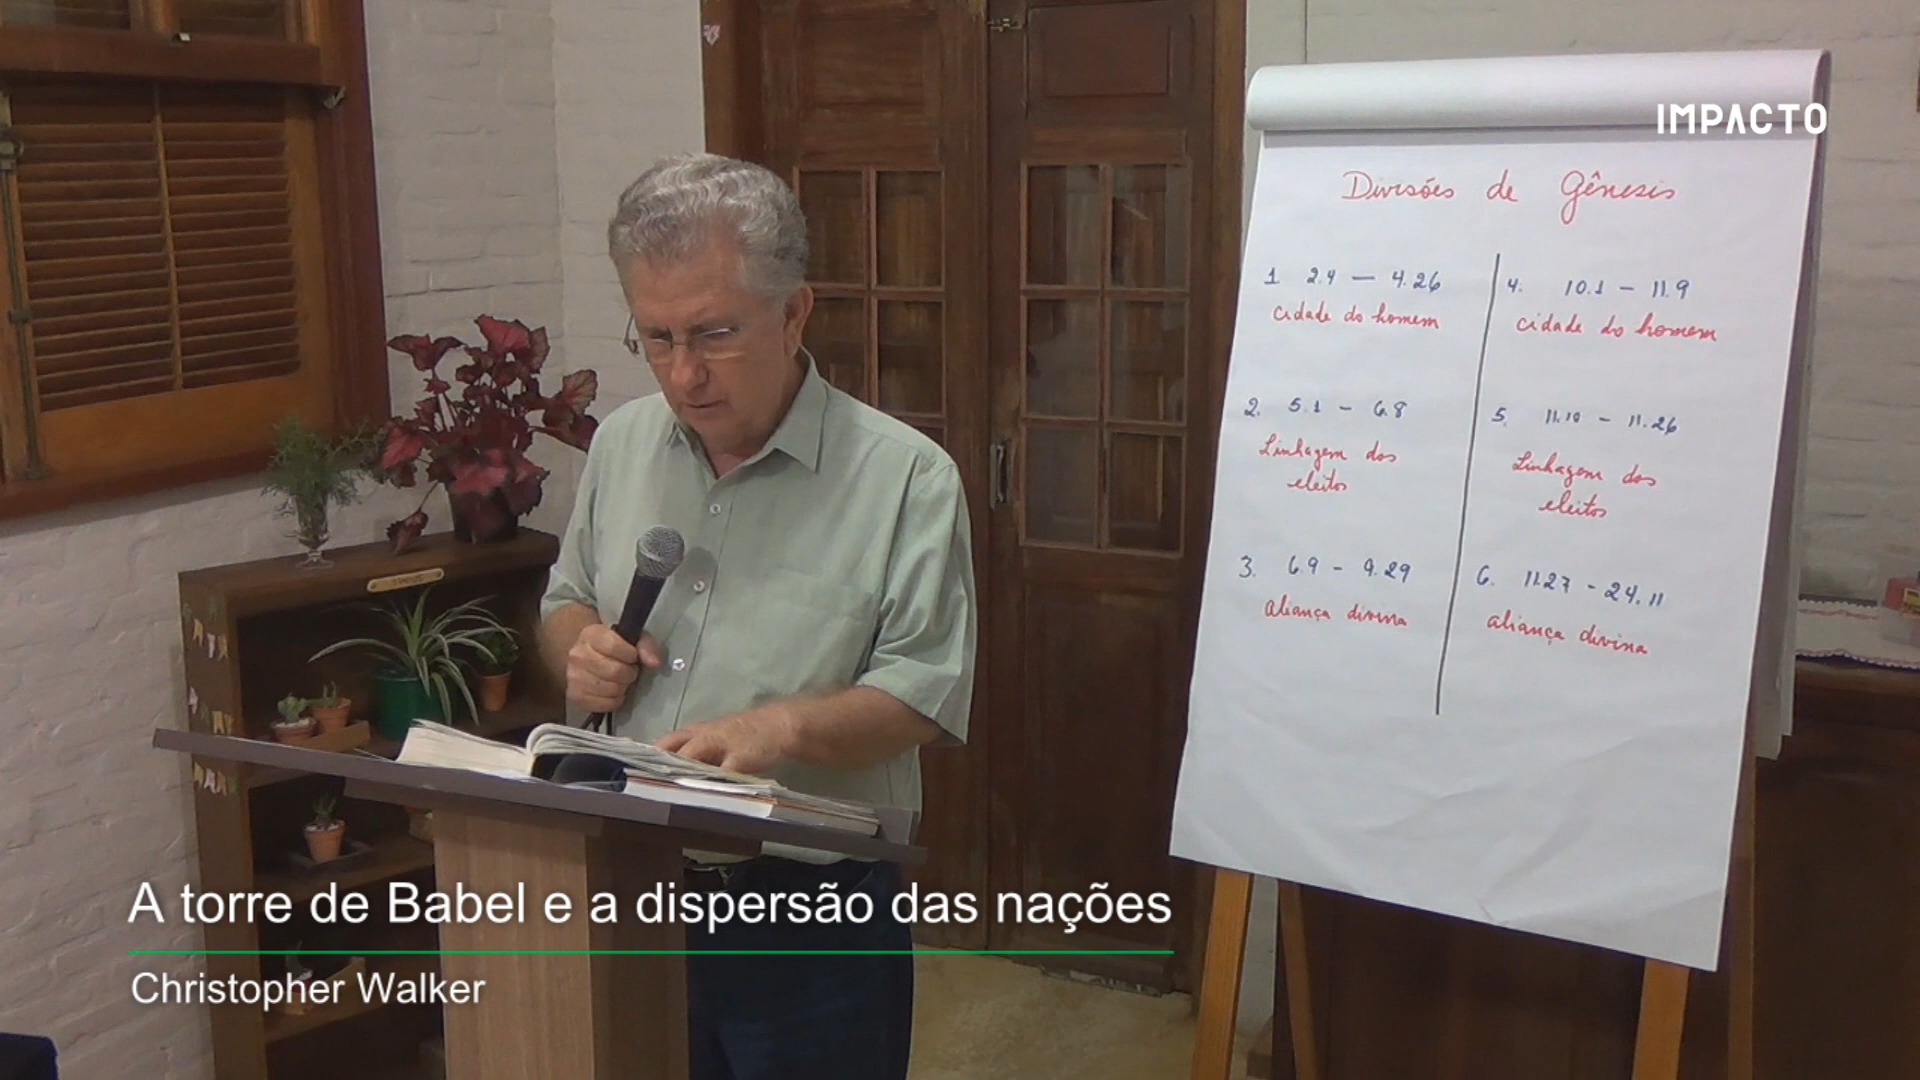 IMPACTO
Divisões de Gênesis
1 2.4 — 4.26
cidade do homem
2. 5.1 - 6.8
Linhagem dos
eleitos
3. 6.9 - 9.29
aliança divina
4. 10.1 - 11.9
cidade do homem
5. 11.10 - 11.26
Linhagem dos
eleitos
6. 11.27 - 24.11
aliança divina
A torre de Babel e a dispersão das nações
Christopher Walker